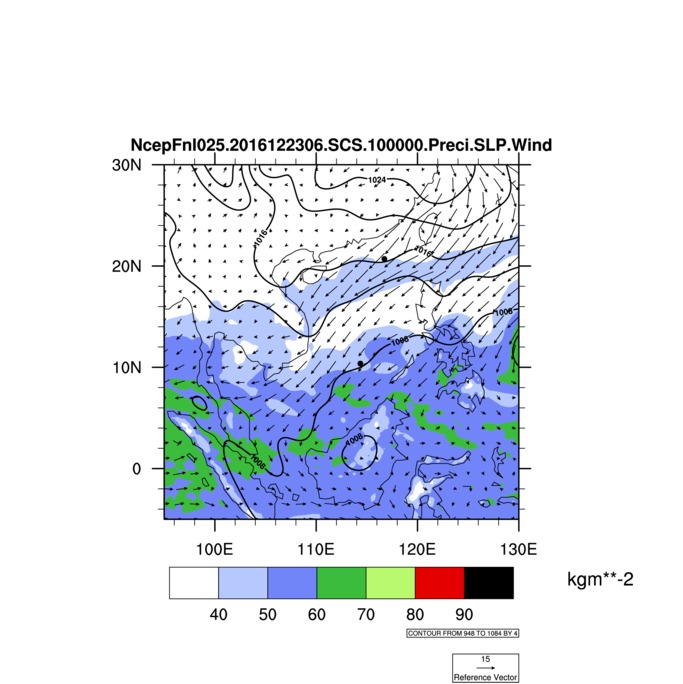 NcepFnl025.2016122306.SCS.100000.Preci.SLP.Wind
30N
1024
1016
1016
20N
1008
1008
10N
1008
1008
0
100E 110E 120E 130E
kgm**-2
40 50 60 70 80 90
CONTOUR FROM 948 TO 1084 BY 4
15
Reference Vector